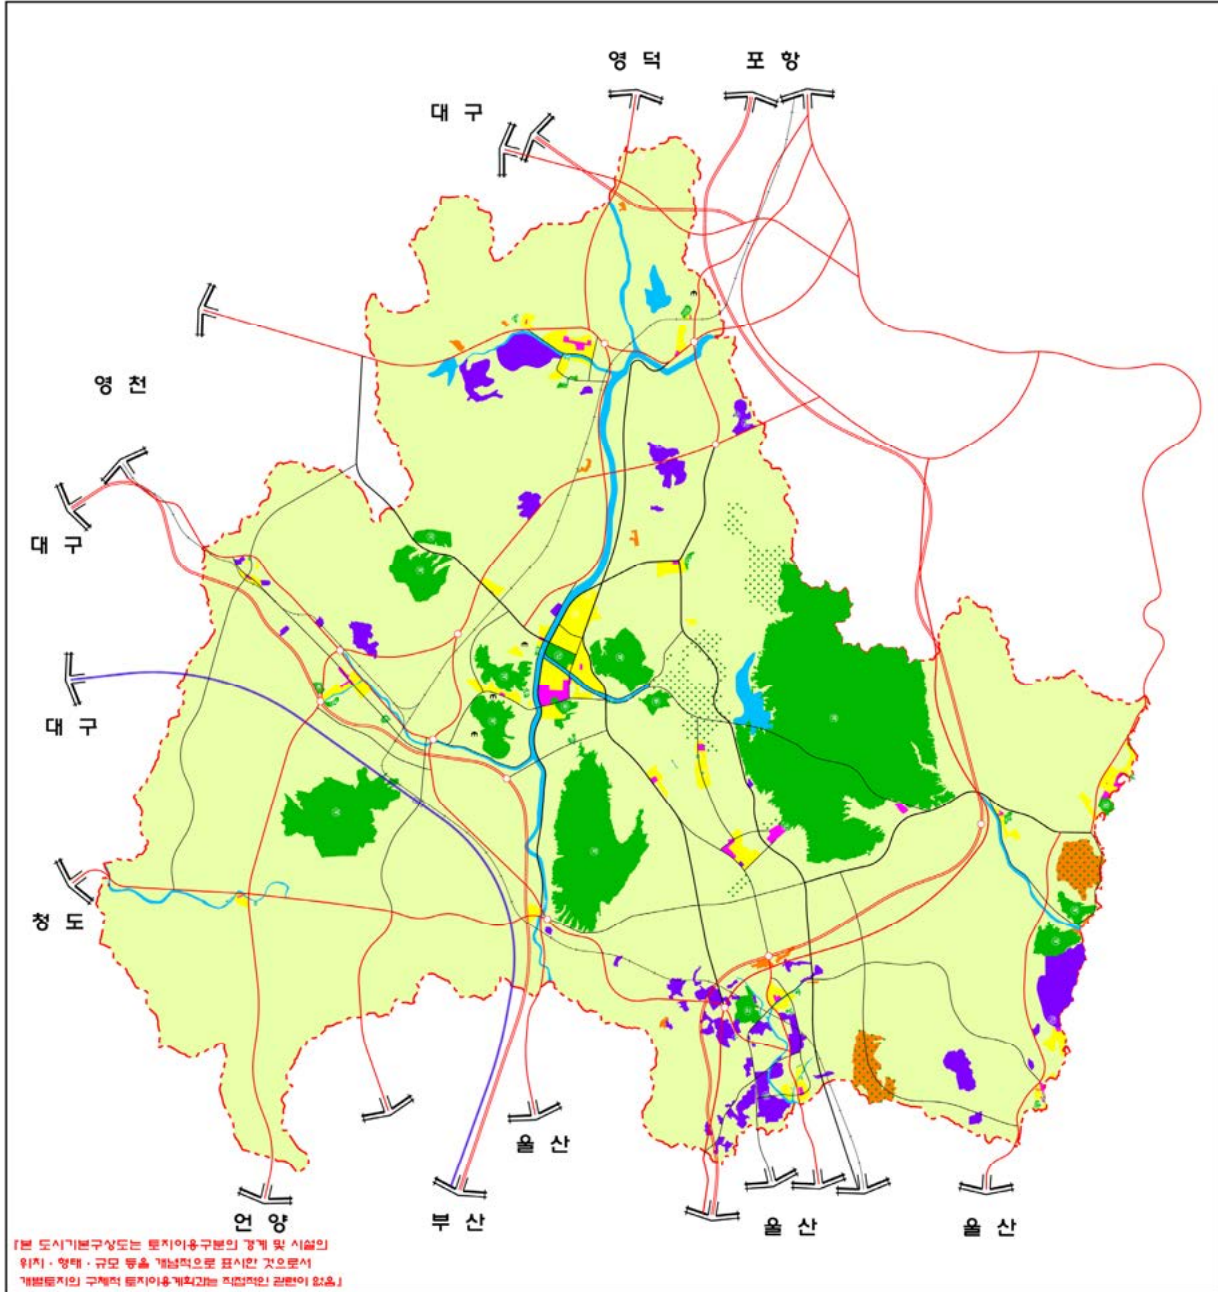 영 덕
포 항
대 구
영 천
대 구
대 구
청 도
울 산
언 양
부 산
울 산
울 산
「본 도시기본구상도는 토지이용구분의 경계 및 시설의
위치 · 형태 · 규모 등을 개념적으로 표시한 것으로서
개별토지의 구체적 토지이용계획과는 직접적인 관련이 없음」